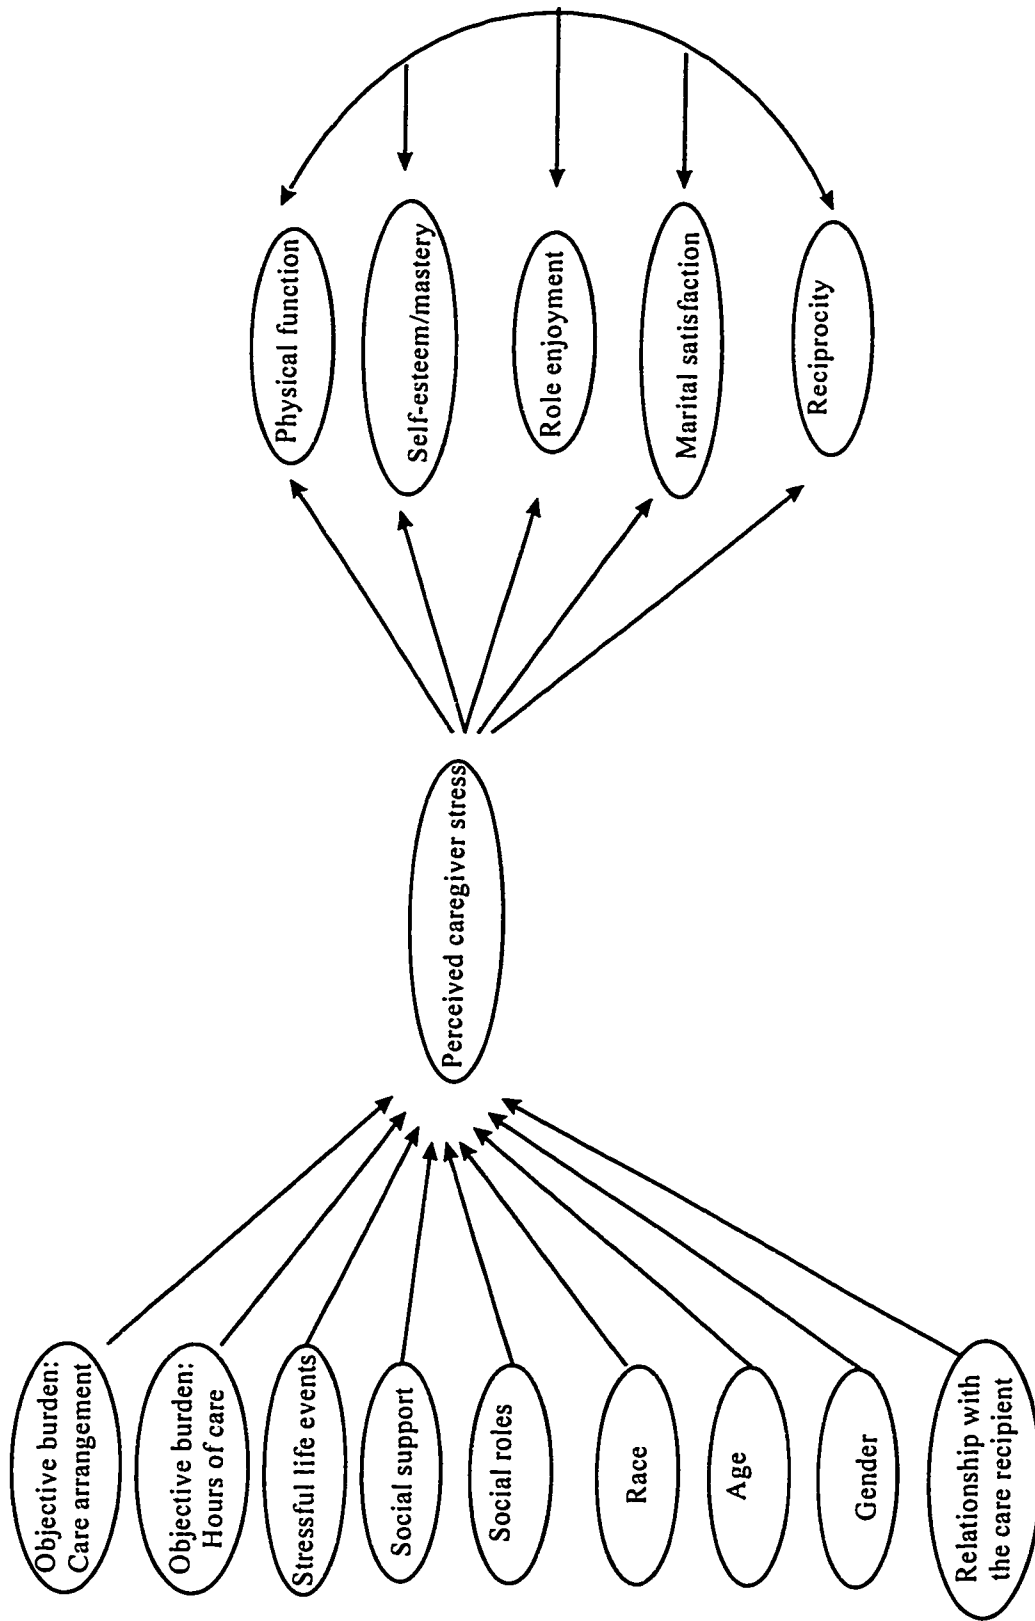 Objective burden:
Care arrangement
Objective burden:
Hours of care
Stressful life events
Social support
Social roles
Race
Age
Gender
Relationship with
the care recipient
Perceived caregiver stress
Physical function
Self-esteem/mastery
Role enjoyment
Marital satisfaction
Reciprocity